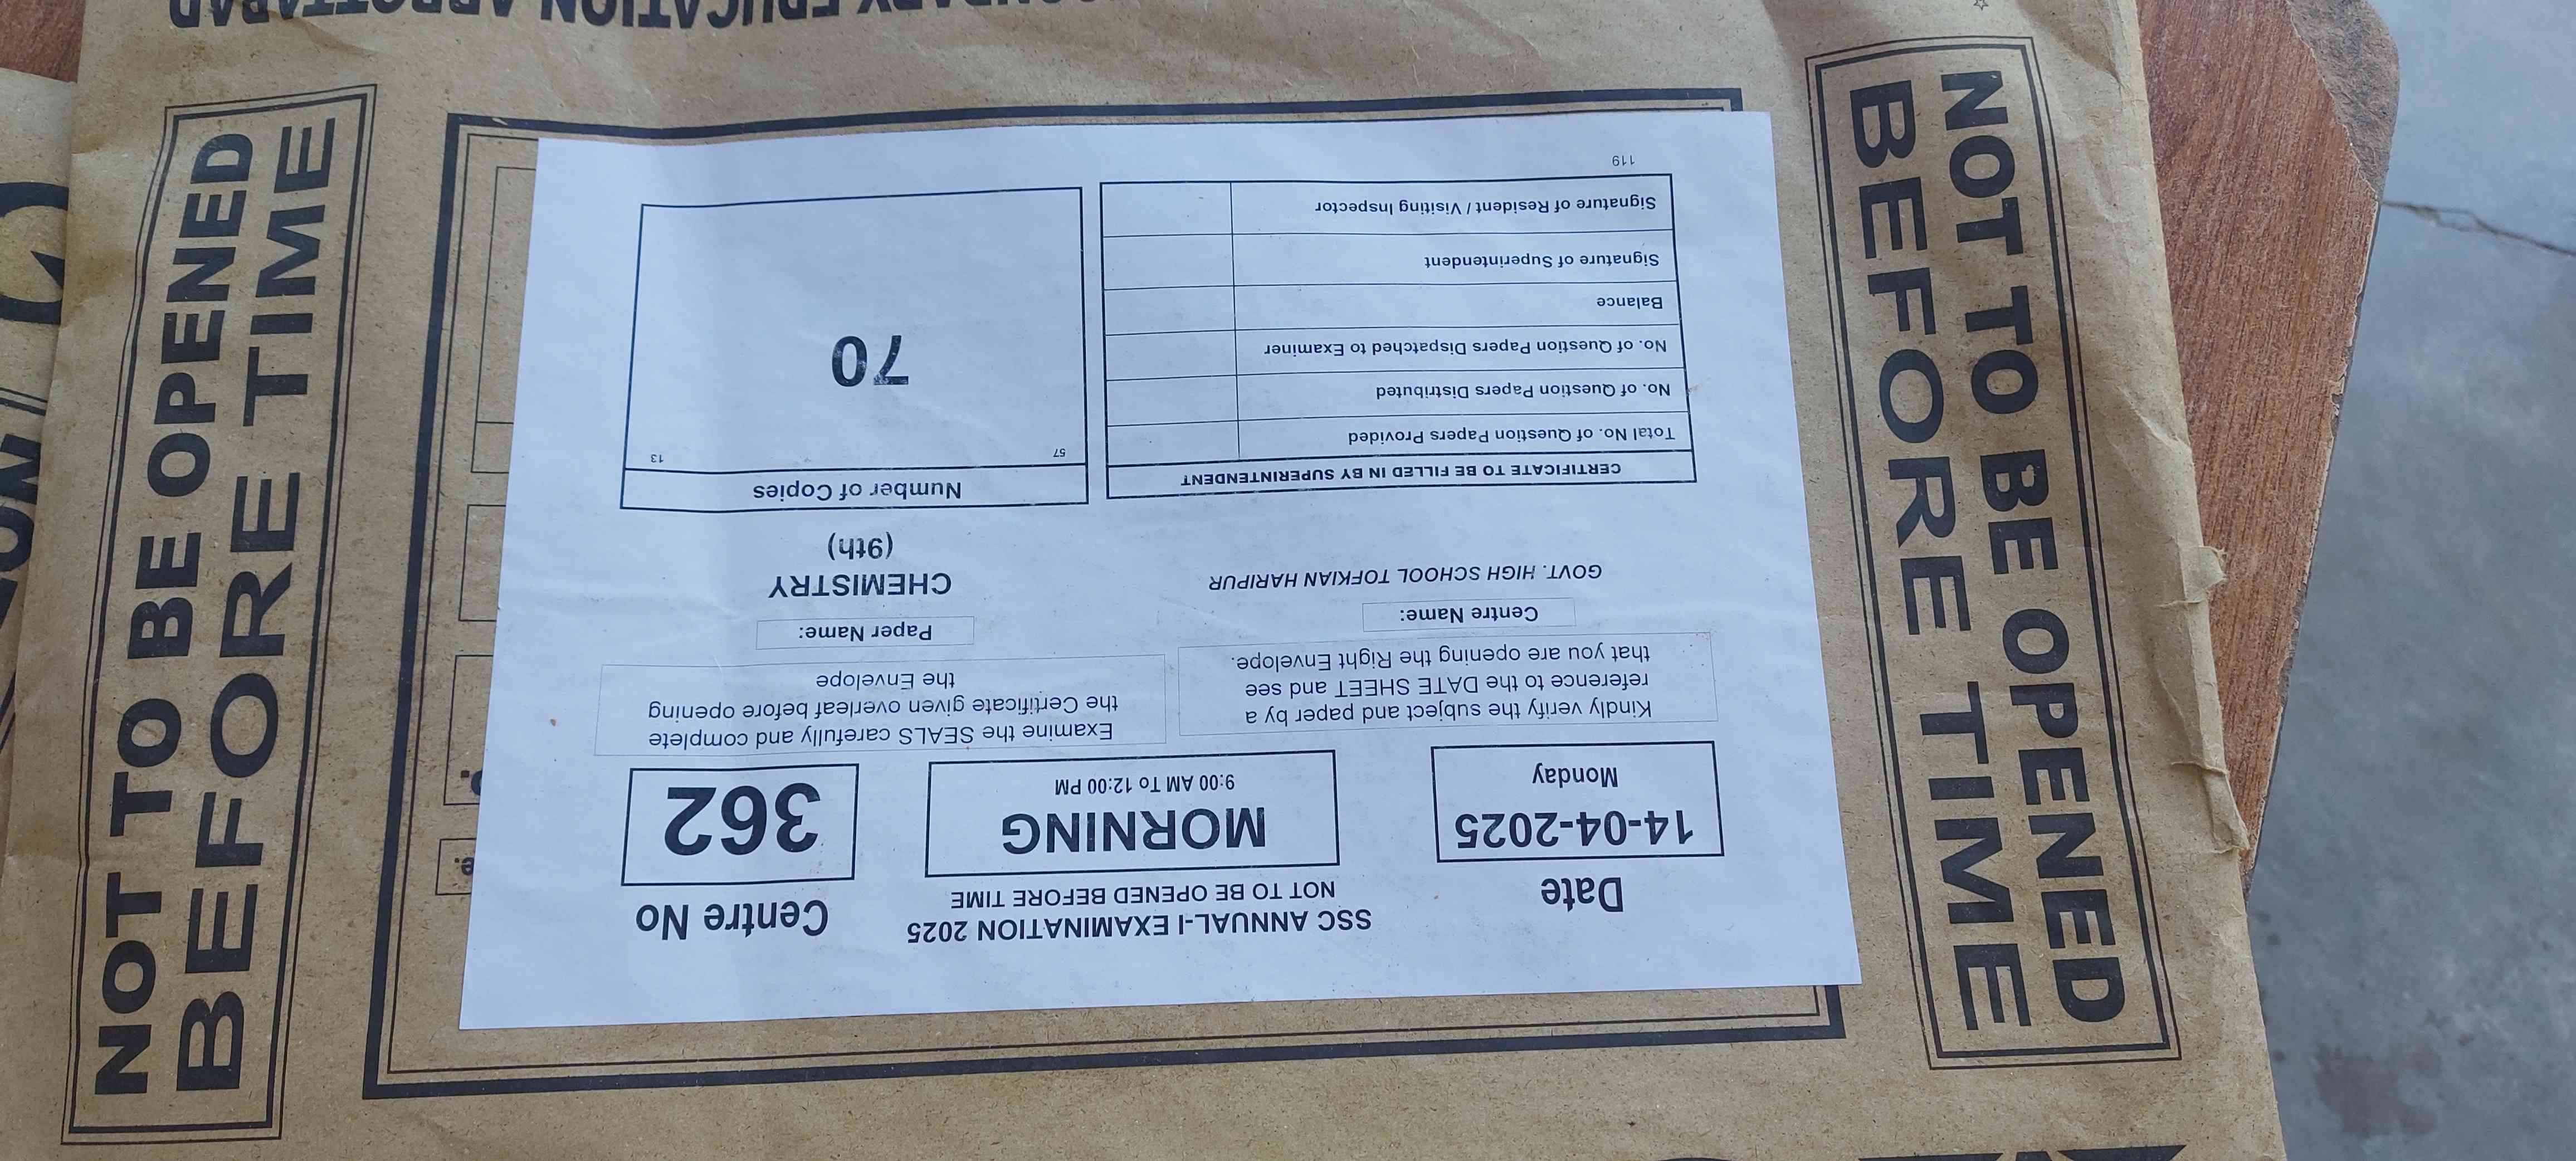 SSC ANNUAL-I EXAMINATION 2025
NOT TO BE OPENED BEFORE TIME
Date
14-04-2025
Monday
MORNING
9:00 AM To 12:00 PM
Centre No
362
Kindly verify the subject and paper by a
reference to the DATE SHEET and see
that you are opening the Right Envelope.
Examine the SEALS carefully and complete
the Certificate given overleaf before opening
the Envelope
Centre Name:
GOVT. HIGH SCHOOL TOFKIAN HARIPUR
Paper Name:
CHEMISTRY
(9th)
CERTIFICATE TO BE FILLED IN BY SUPERINTENDENT
Total No. of Question Papers Provided
No. of Question Papers Distributed
No. of Question Papers Dispatched to Examiner
Balance
Signature of Superintendent
Signature of Resident / Visiting Inspector
119
Number of Copies
57
13
70
NOT TO BE OPENED
BEFORE TIME
NOT TO BE OPENED
BEFORE TIME
EDUCATION ABBOTTABAD